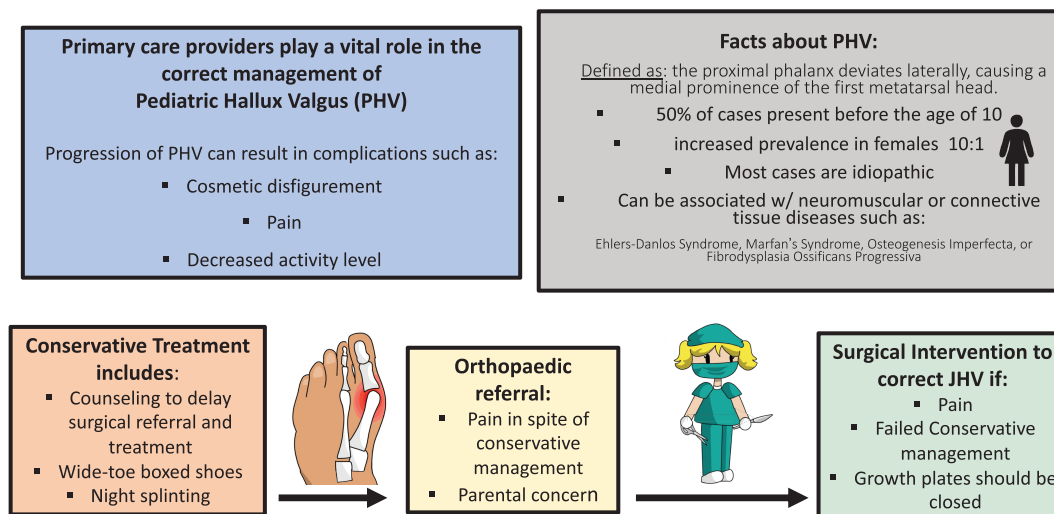 Primary care providers play a vital role in the
correct management of
Pediatric Hallux Valgus (PHV)
Progression of PHV can result in complications such as:
▪ Cosmetic disfigurement
▪ Pain
▪ Decreased activity level
Facts about PHV:
Defined as: the proximal phalanx deviates laterally, causing a
medial prominence of the first metatarsal head.
▪ 50% of cases present before the age of 10
▪ increased prevalence in females 10:1
▪ Most cases are idiopathic
▪ Can be associated w/ neuromuscular or connective
tissue diseases such as:
Ehlers-Danlos Syndrome, Marfan's Syndrome, Osteogenesis Imperfecta, or
Fibrodysplasia Ossificans Progressiva
Conservative Treatment
includes:
▪ Counseling to delay
surgical referral and
treatment
▪ Wide-toe boxed shoes
▪ Night splinting
Orthopaedic
referral:
▪ Pain in spite of
conservative
management
▪ Parental concern
Surgical Intervention to
correct JHV if:
▪ Pain
▪ Failed Conservative
management
▪ Growth plates should be
closed